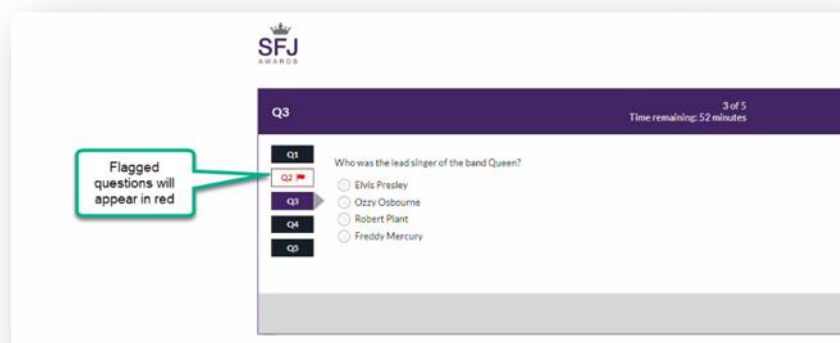 SFJ
AWARDS
Q3
3 of 5
Time remaining: 52 minutes
Flagged
questions will
appear in red
Q1
Q2
Q3
Q4
Q5
Who was the lead singer of the band Queen?
Elvis Presley
Ozzy Osbourne
Robert Plant
Freddy Mercury